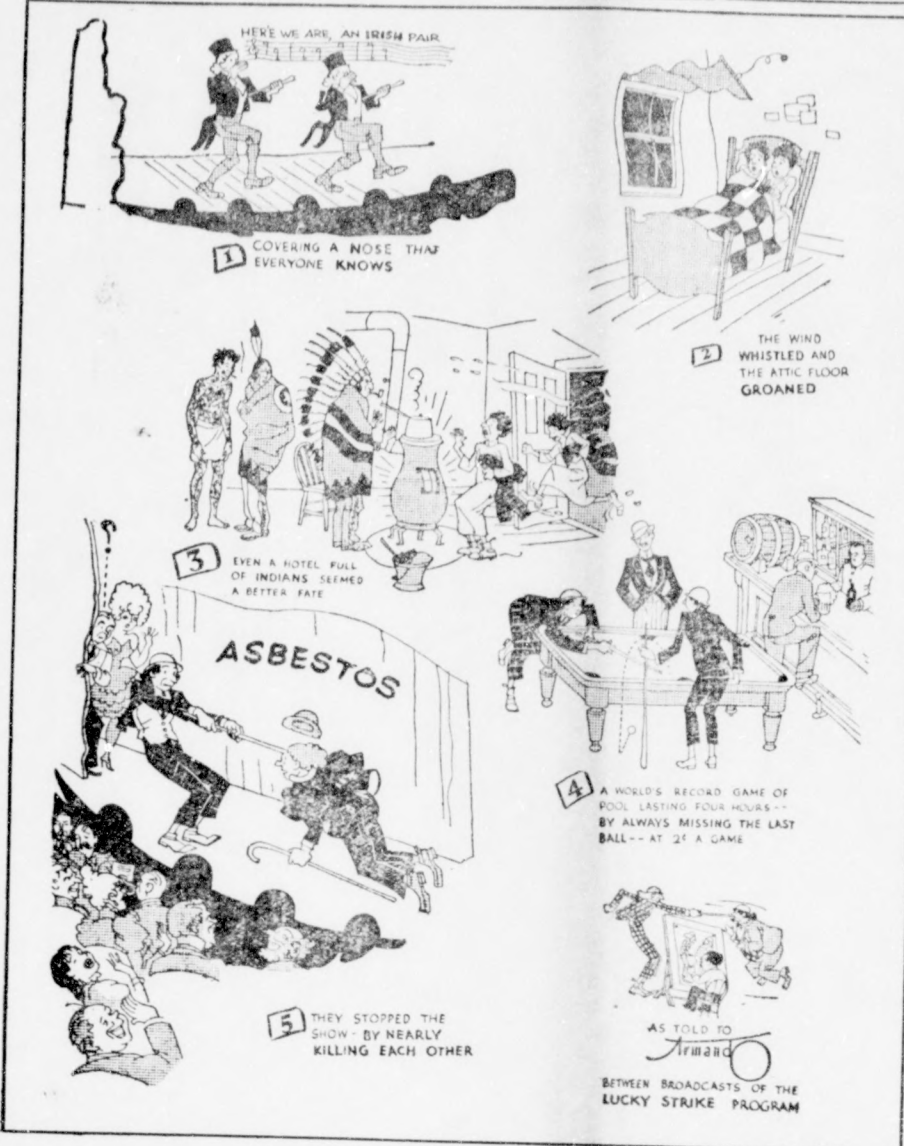 HERE WE ARE, AN IRISH PAIR
1
COVERING A NOSE THAT
EVERYONE KNOWS
2
THE WIND
WHISTLED AND
THE ATTIC FLOOR
GROANED
3
EVEN A HOTEL FULL
OF INDIANS SEEMED
A BETTER FATE
ASBESTOS
4
A WORLD'S RECORD GAME OF
POOL LASTING FOUR HOURS--
BY ALWAYS MISSING THE LAST
BALL-- AT 2¢ A GAME
5
THEY STOPPED THE
SHOW- BY NEARLY
KILLING EACH OTHER
AS TOLD TO
Armando
BETWEEN BROADCASTS OF THE
LUCKY STRIKE PROGRAM